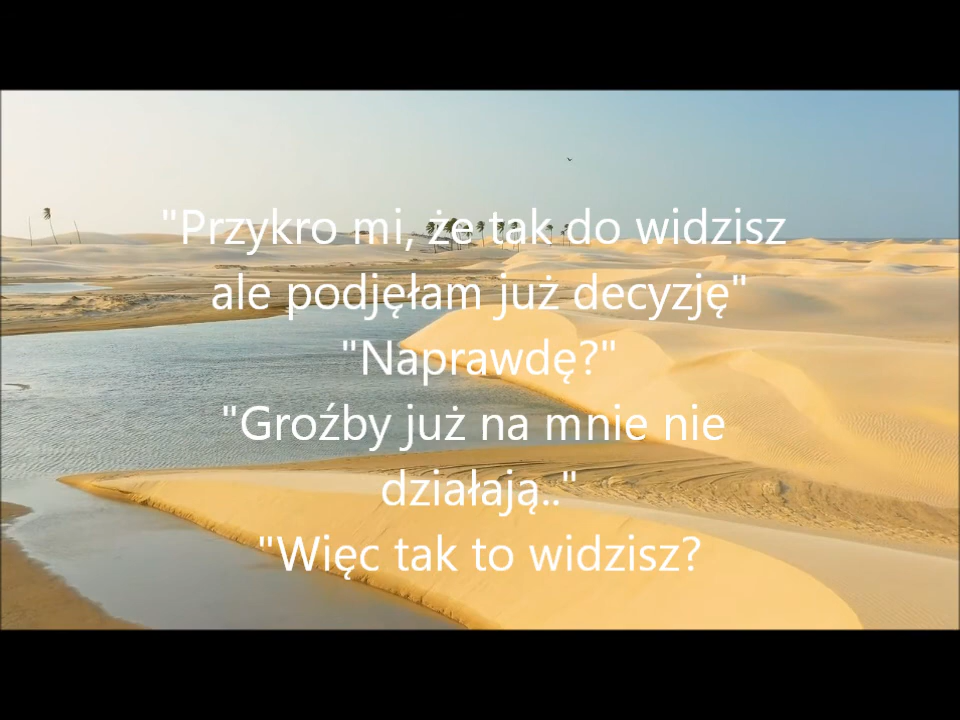 "Przykro mi, że tak do widzisz
ale podjęłam już decyzję"
"Naprawdę?"
"Groźby już na mnie nie
działają.."
"Więc tak to widzisz?